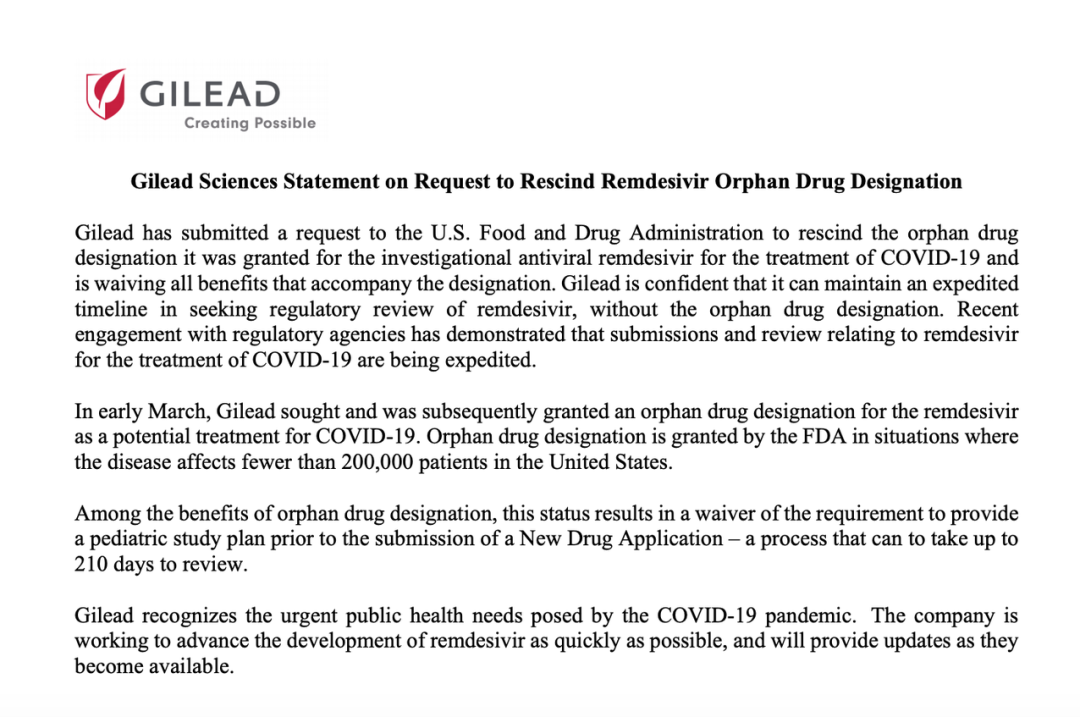 GILEAD
Creating Possible
Gilead Sciences Statement on Request to Rescind Remdesivir Orphan Drug Designation
Gilead has submitted a request to the U.S. Food and Drug Administration to rescind the orphan drug
designation it was granted for the investigational antiviral remdesivir for the treatment of COVID-19 and
is waiving all benefits that accompany the designation. Gilead is confident that it can maintain an expedited
timeline in seeking regulatory review of remdesivir, without the orphan drug designation. Recent
engagement with regulatory agencies has demonstrated that submissions and review relating to remdesivir
for the treatment of COVID-19 are being expedited.
In early March, Gilead sought and was subsequently granted an orphan drug designation for the remdesivir
as a potential treatment for COVID-19. Orphan drug designation is granted by the FDA in situations where
the disease affects fewer than 200,000 patients in the United States.
Among the benefits of orphan drug designation, this status results in a waiver of the requirement to provide
a pediatric study plan prior to the submission of a New Drug Application – a process that can to take up to
210 days to review.
Gilead recognizes the urgent public health needs posed by the COVID-19 pandemic.  The company is
working to advance the development of remdesivir as quickly as possible, and will provide updates as they
become available.